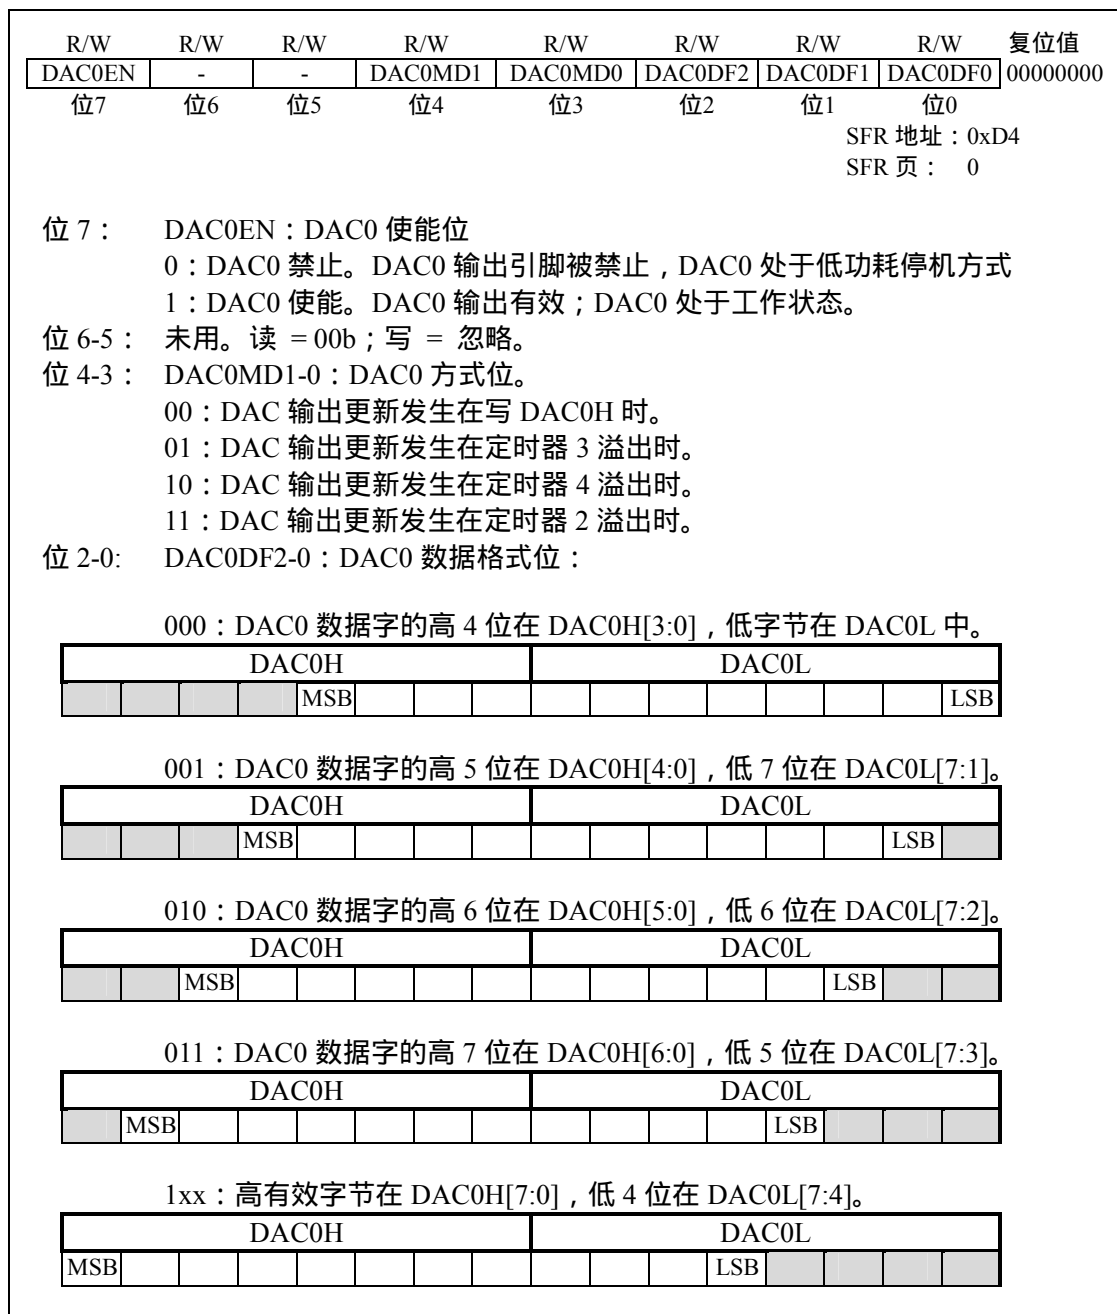 R/W R/W R/W R/W R/W R/W R/W R/W 复位值
DAC0EN - - DAC0MD1 DAC0MD0 DAC0DF2 DAC0DF1 DAC0DF0 00000000
位7 位6 位5 位4 位3 位2 位1 位0
SFR 地址：0xD4
SFR 页： 0
位 7： DAC0EN：DAC0 使能位
0：DAC0 禁止。DAC0 输出引脚被禁止，DAC0 处于低功耗停机方式
1：DAC0 使能。DAC0 输出有效；DAC0 处于工作状态。
位 6-5： 未用。读 = 00b；写 = 忽略。
位 4-3： DAC0MD1-0：DAC0 方式位。
00：DAC 输出更新发生在写 DAC0H 时。
01：DAC 输出更新发生在定时器 3 溢出时。
10：DAC 输出更新发生在定时器 4 溢出时。
11：DAC 输出更新发生在定时器 2 溢出时。
位 2-0: DAC0DF2-0：DAC0 数据格式位：
000：DAC0 数据字的高 4 位在 DAC0H[3:0]，低字节在 DAC0L 中。
DAC0H DAC0L
MSB LSB
001：DAC0 数据字的高 5 位在 DAC0H[4:0]，低 7 位在 DAC0L[7:1]。
DAC0H DAC0L
MSB LSB
010：DAC0 数据字的高 6 位在 DAC0H[5:0]，低 6 位在 DAC0L[7:2]。
DAC0H DAC0L
MSB LSB
011：DAC0 数据字的高 7 位在 DAC0H[6:0]，低 5 位在 DAC0L[7:3]。
DAC0H DAC0L
MSB LSB
1xx：高有效字节在 DAC0H[7:0]，低 4 位在 DAC0L[7:4]。
DAC0H DAC0L
MSB LSB